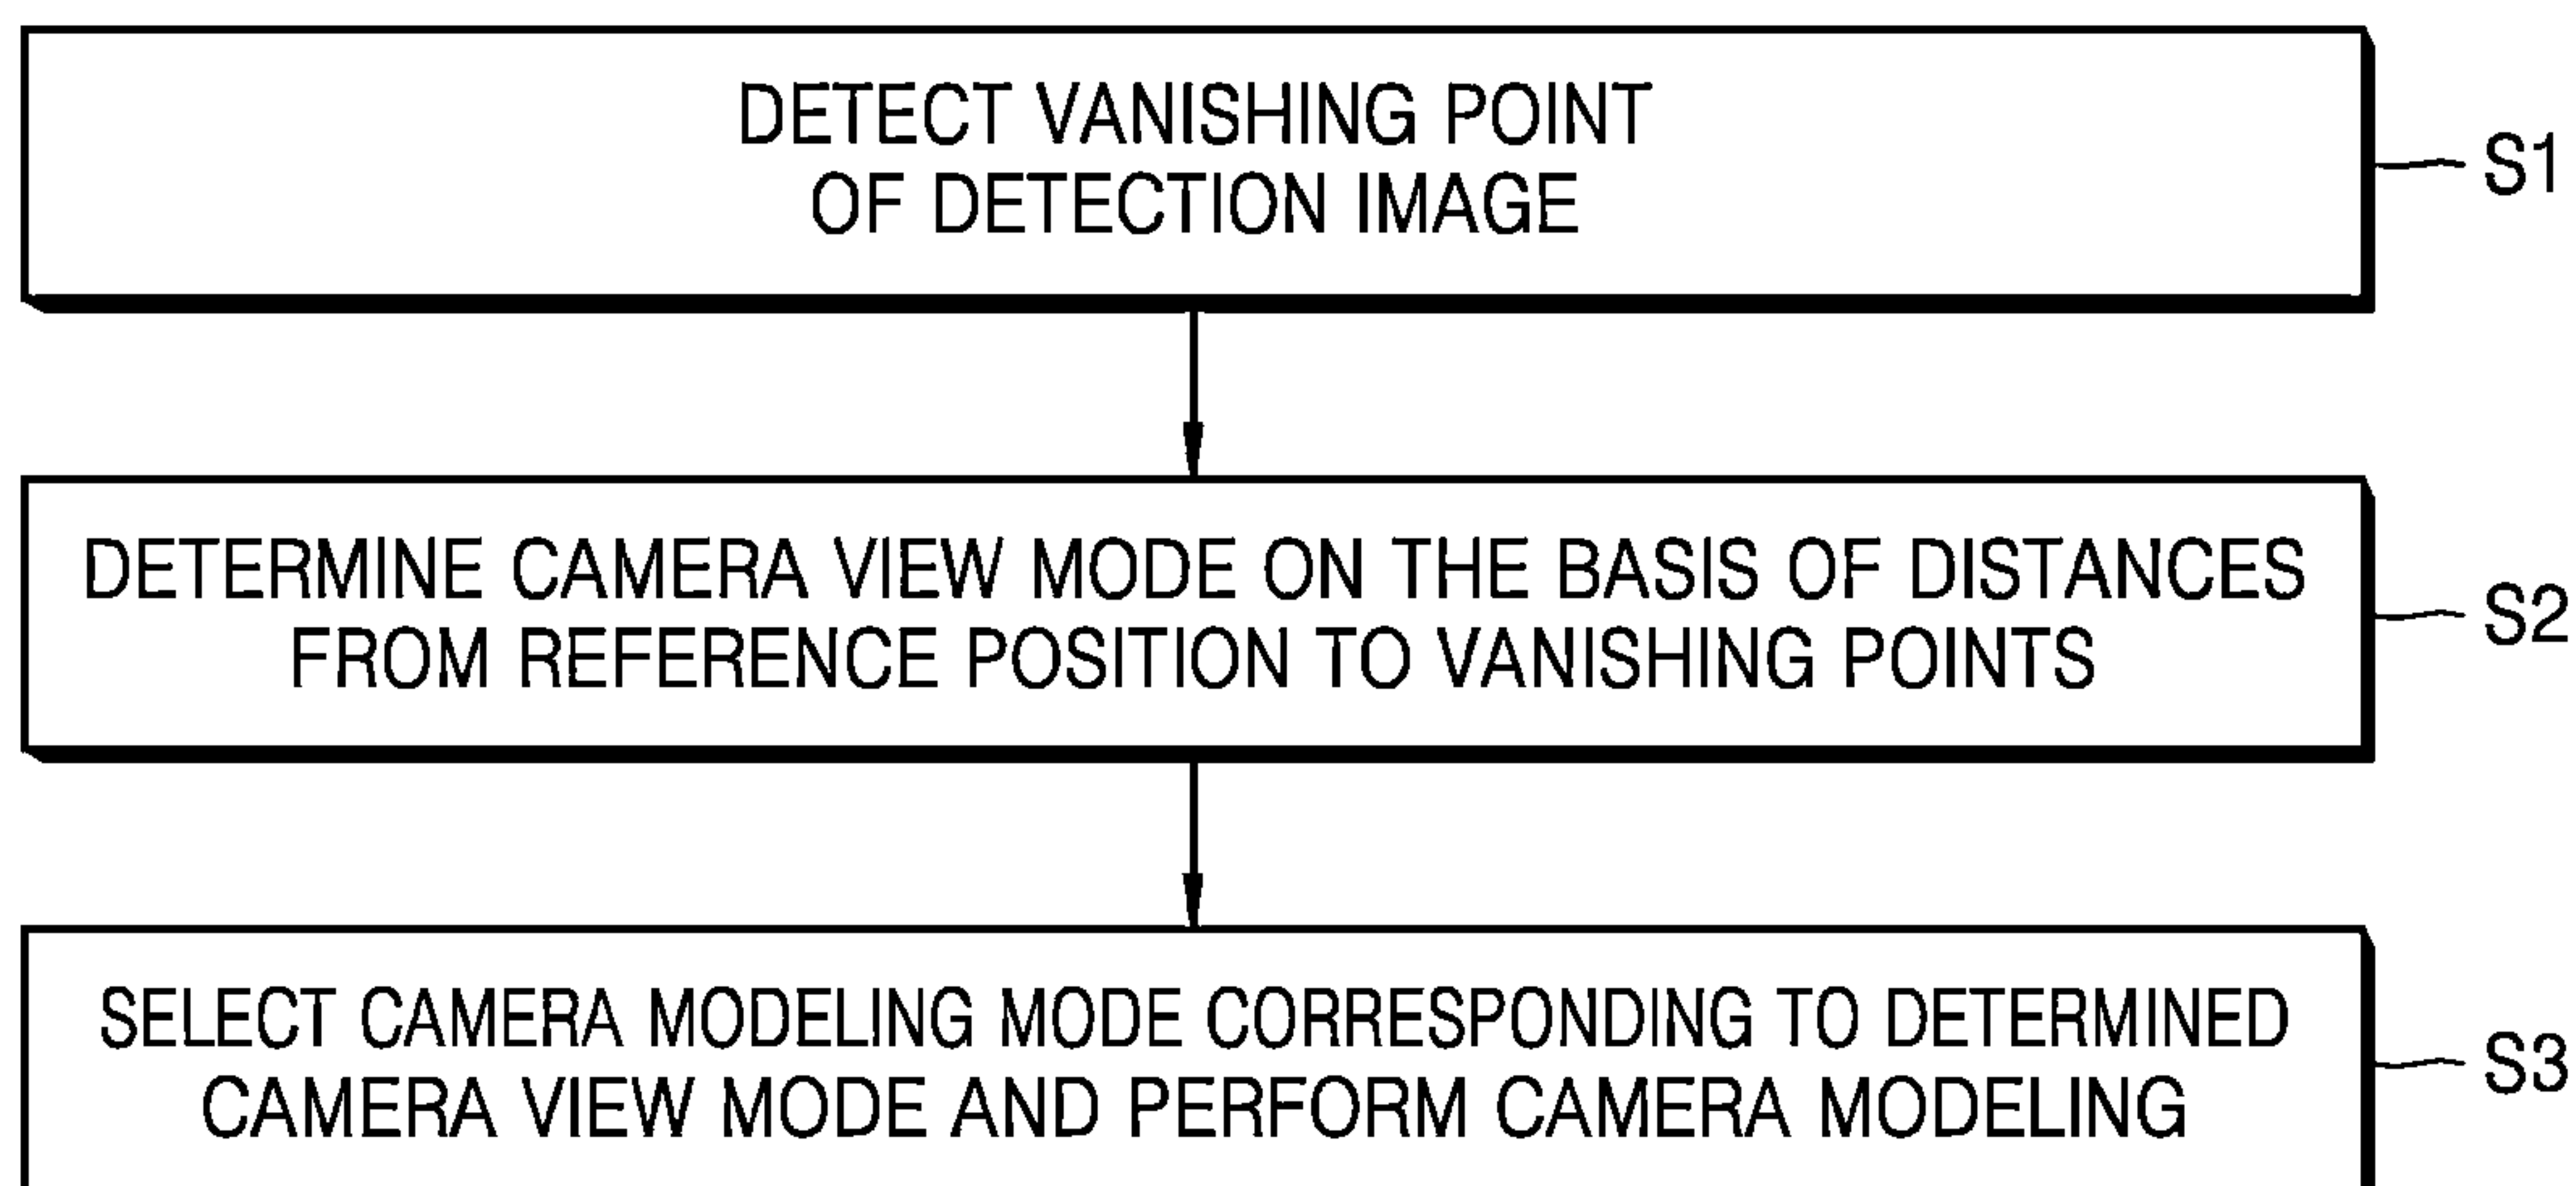 DETECT VANISHING POINT
OF DETECTION IMAGE
S1
DETERMINE CAMERA VIEW MODE ON THE BASIS OF DISTANCES
FROM REFERENCE POSITION TO VANISHING POINTS
S2
SELECT CAMERA MODELING MODE CORRESPONDING TO DETERMINED
CAMERA VIEW MODE AND PERFORM CAMERA MODELING
S3